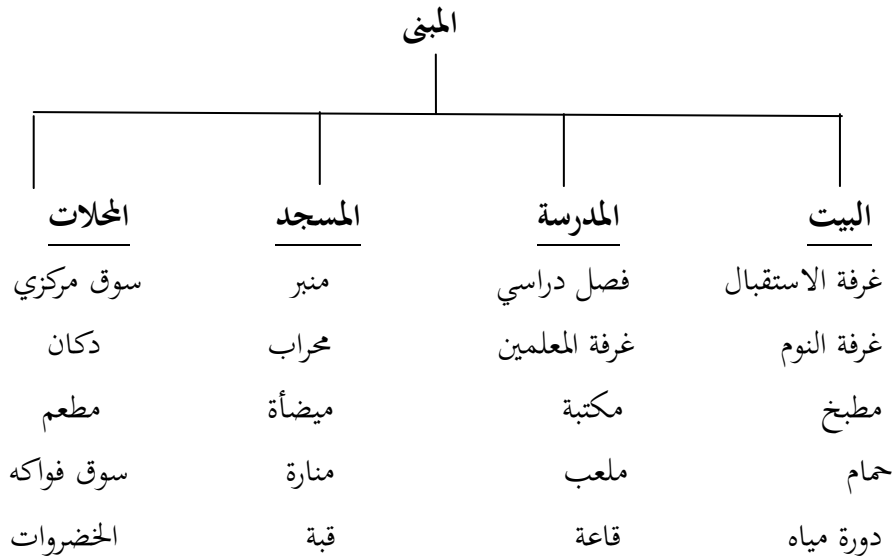 المبنى
البيت المدرسة المسجد المحلات
غرفة الاستقبال فصل دراسي منبر سوق مركزي
غرفة النوم غرفة المعلمين محراب دكان
مطبخ مكتبة ميضأة مطعم
حمام ملعب منارة سوق فواكه
دورة مياه قاعة قبة الخضروات